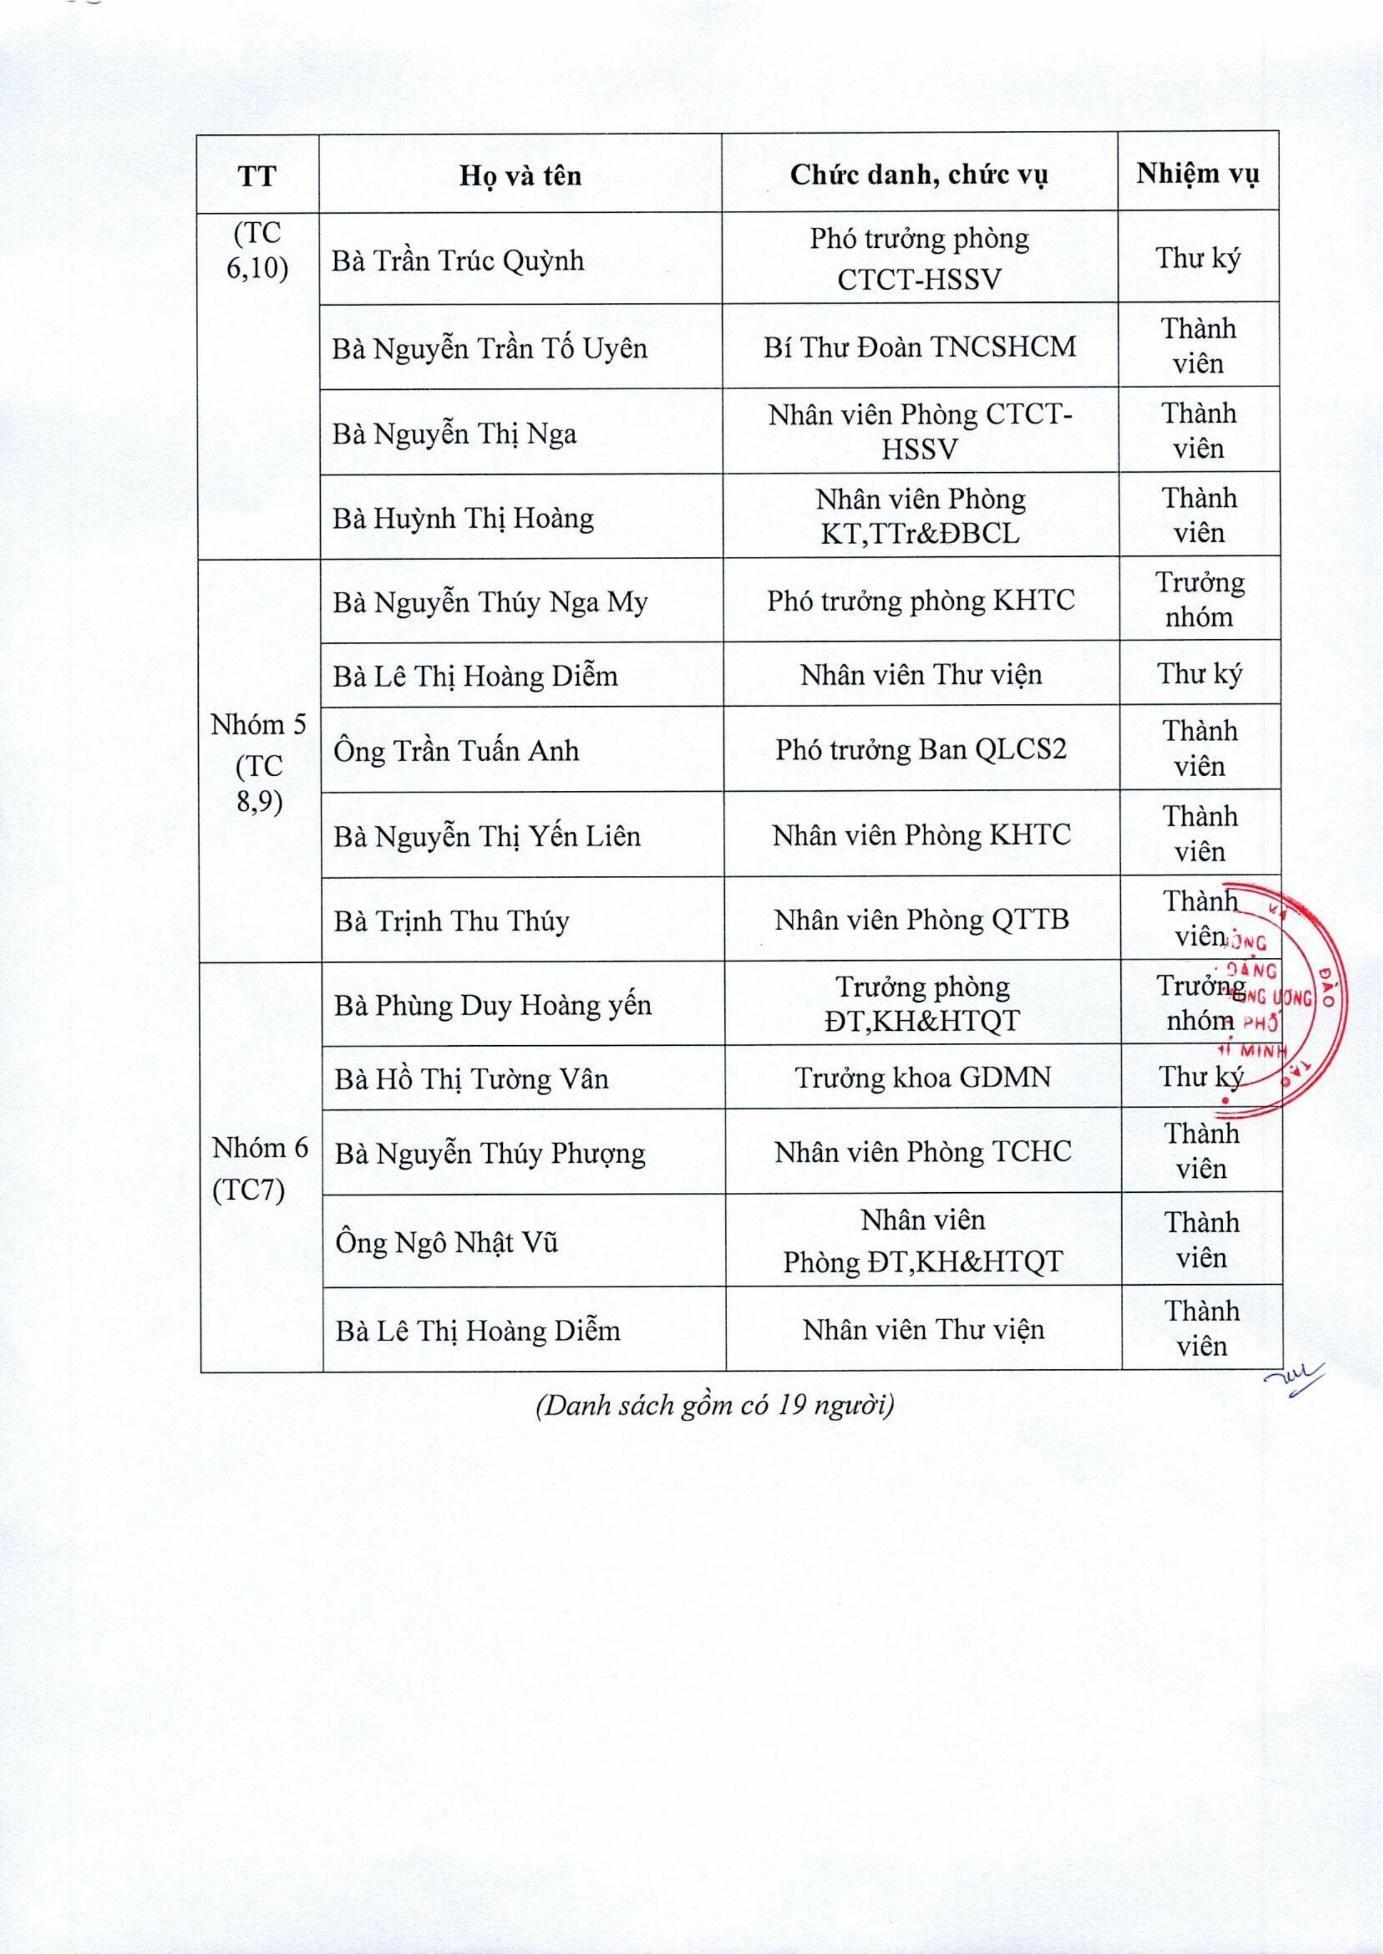 TT Họ và tên Chức danh, chức vụ Nhiệm vụ
(TC
6,10)
Bà Trần Trúc Quỳnh
Phó trưởng phòng
CTCT-HSSV
Thư ký
Bà Nguyễn Trần Tố Uyên
Bí Thư Đoàn TNCSHCM
Thành
viên
Bà Nguyễn Thị Nga
Nhân viên Phòng CTCT-
HSSV
Thành
viên
Bà Huỳnh Thị Hoàng
Nhân viên Phòng
KT,TTr&ĐBCL
Thành
viên
Nhóm 5
(TC
8,9)
Bà Nguyễn Thúy Nga My
Phó trưởng phòng KHTC
Trưởng
nhóm
Bà Lê Thị Hoàng Diễm
Nhân viên Thư viện
Thư ký
Ông Trần Tuấn Anh
Phó trưởng Ban QLCS2
Thành
viên
Bà Nguyễn Thị Yến Liên
Nhân viên Phòng KHTC
Thành
viên
Bà Trịnh Thu Thúy
Nhân viên Phòng QTTB
Thành
viên
Nhóm 6
(TC7)
Bà Phùng Duy Hoàng yến
Trưởng phòng
ĐT,KH&HTQT
Trưởng
nhóm
Bà Hồ Thị Tường Vân
Trưởng khoa GDMN
Thư ký
Bà Nguyễn Thúy Phượng
Nhân viên Phòng TCHC
Thành
viên
Ông Ngô Nhật Vũ
Nhân viên
Phòng ĐT,KH&HTQT
Thành
viên
Bà Lê Thị Hoàng Diễm
Nhân viên Thư viện
Thành
viên
(Danh sách gồm có 19 người)
ƯƠNG
PHỐ
MINH
ĐÀO
TẠO